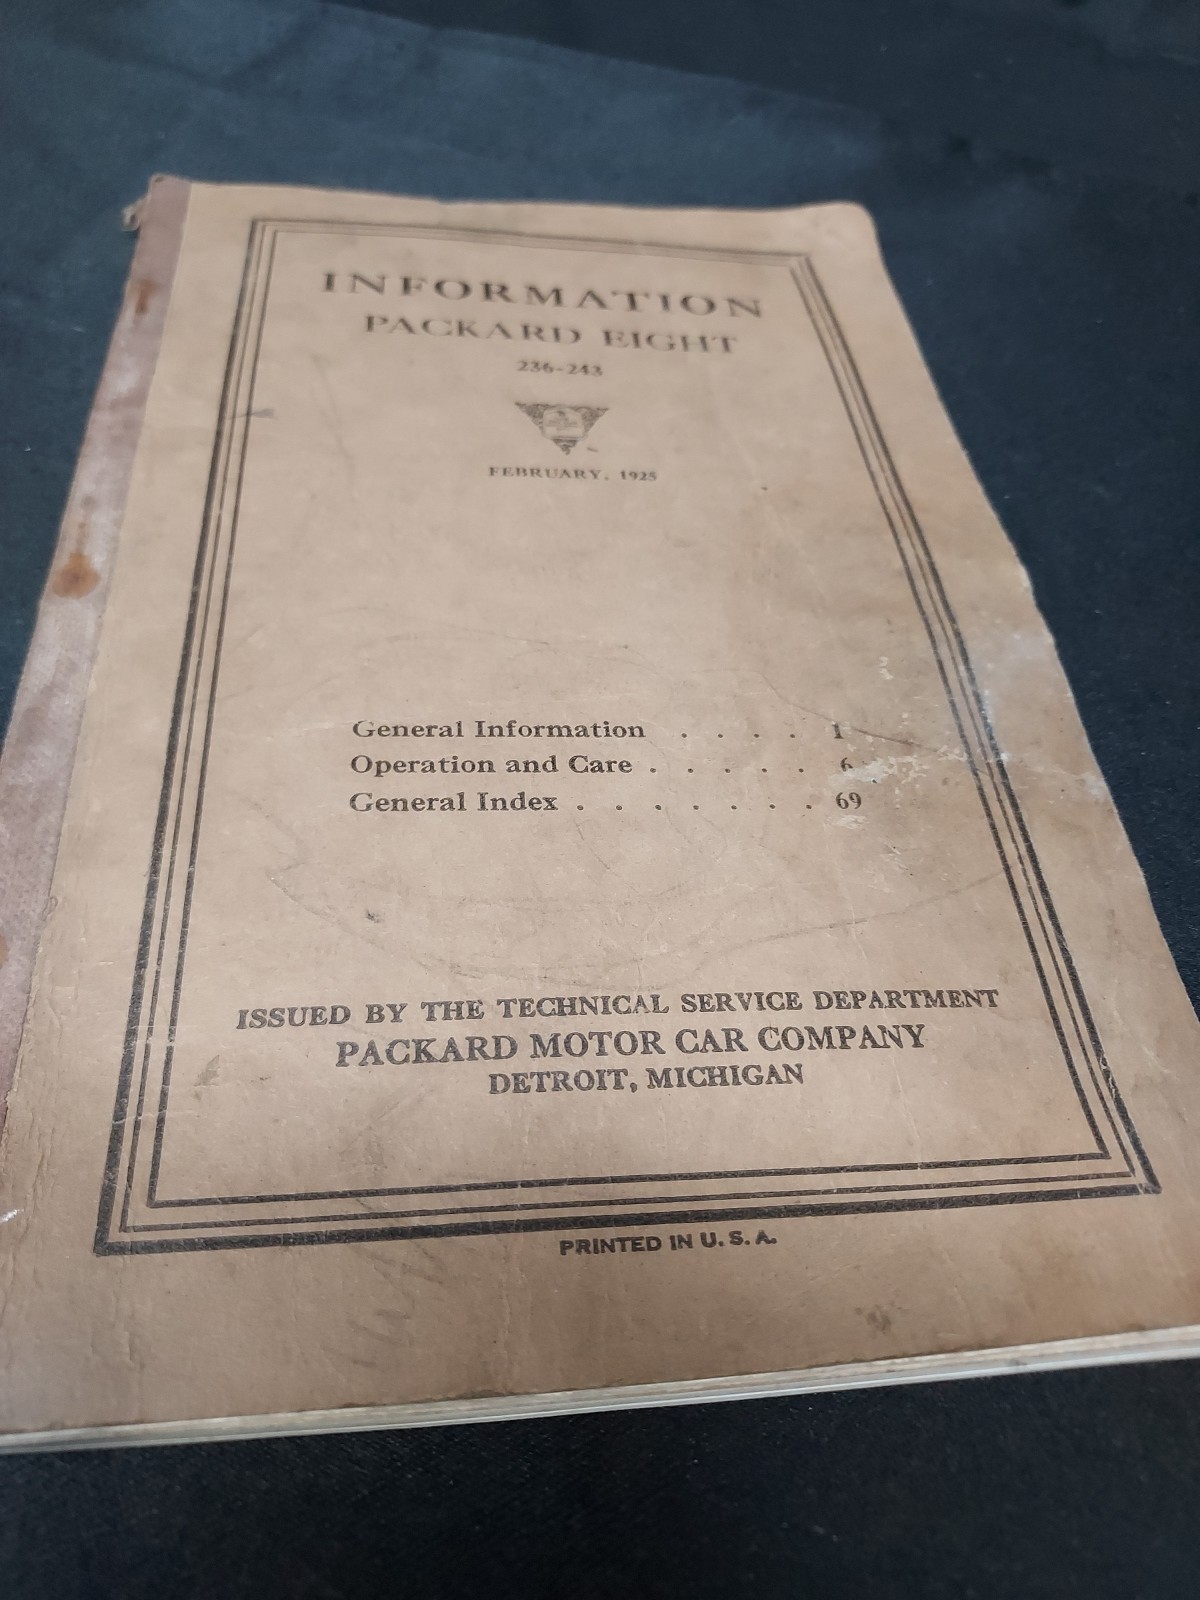 INFORMATION
PACKARD EIGHT
236-243
FEBRUARY, 1925
General Information . . . . 1
Operation and Care . . . . . 6
General Index . . . . . . . 69
ISSUED BY THE TECHNICAL SERVICE DEPARTMENT
PACKARD MOTOR CAR COMPANY
DETROIT, MICHIGAN
PRINTED IN U. S. A.